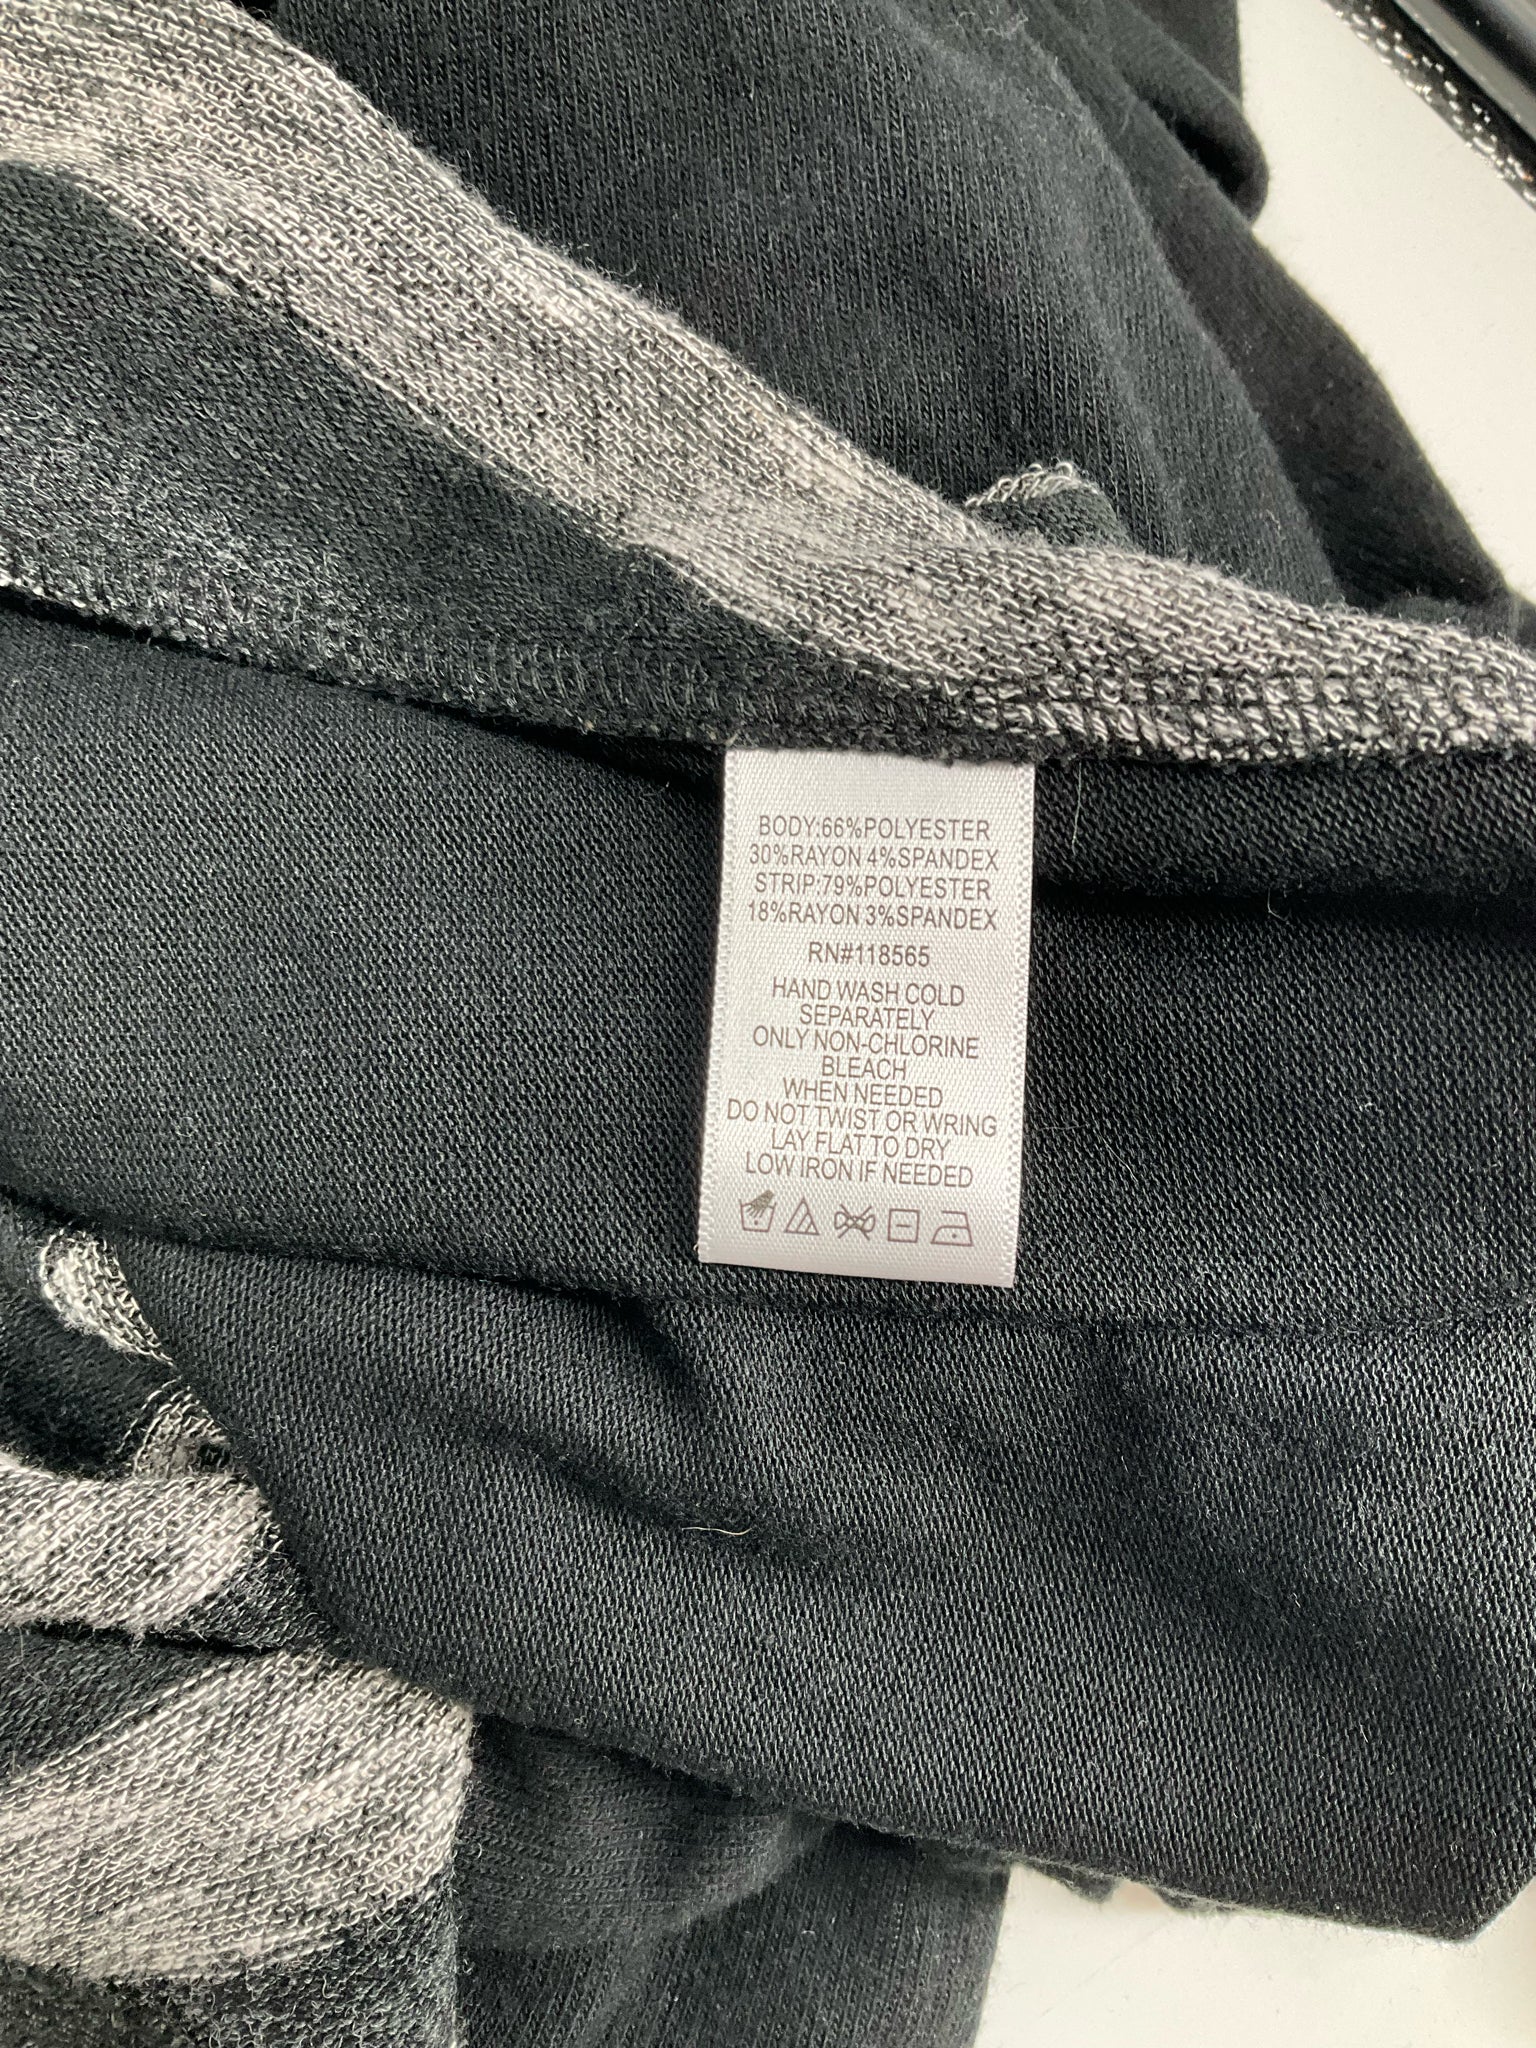 BODY:66%POLYESTER
30%RAYON 4%SPANDEX
STRIP:79%POLYESTER
18%RAYON 3%SPANDEX
RN#118565
HAND WASH COLD
SEPARATELY
ONLY NON-CHLORINE
BLEACH
WHEN NEEDED
DO NOT TWIST OR WRING
LAY FLAT TO DRY
LOW IRON IF NEEDED